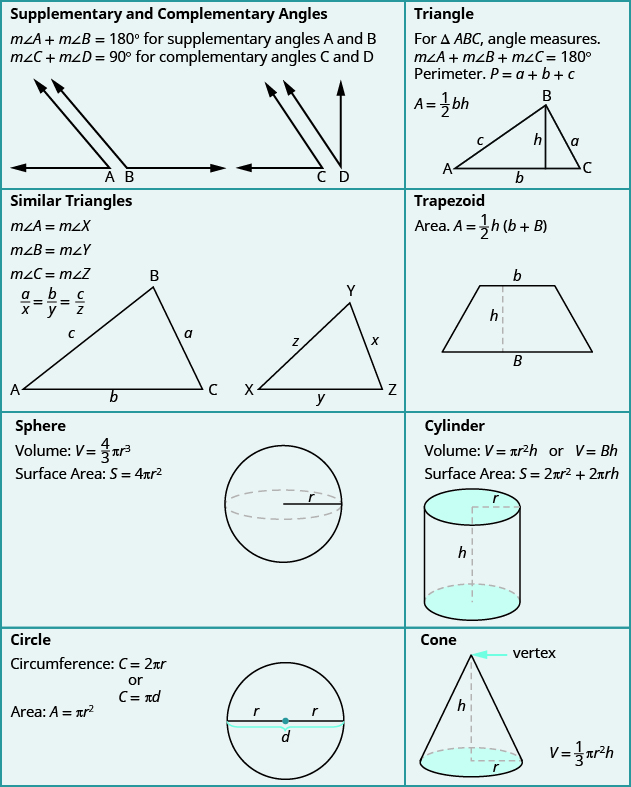 Supplementary and Complementary Angles
m∠A + m∠B = 180° for supplementary angles A and B
m∠C + m∠D = 90° for complementary angles C and D
A B
C D
Triangle
For Δ ABC, angle measures.
m∠A + m∠B + m∠C = 180°
Perimeter. P = a + b + c
A = 1/2 bh
B
c h a
A C
b
Similar Triangles
m∠A = m∠X
m∠B = m∠Y
m∠C = m∠Z
a/x = b/y = c/z
B
c a
A C
b
Y
z x
X Z
y
Trapezoid
Area. A = 1/2 h (b + B)
b
h
B
Sphere
Volume: V = 4/3 πr³
Surface Area: S = 4πr²
r
Cylinder
Volume: V = πr²h or V = Bh
Surface Area: S = 2πr² + 2πrh
r
h
Circle
Circumference: C = 2πr
or
C = πd
Area: A = πr²
r r
d
Cone
vertex
h
r
V = 1/3 πr²h